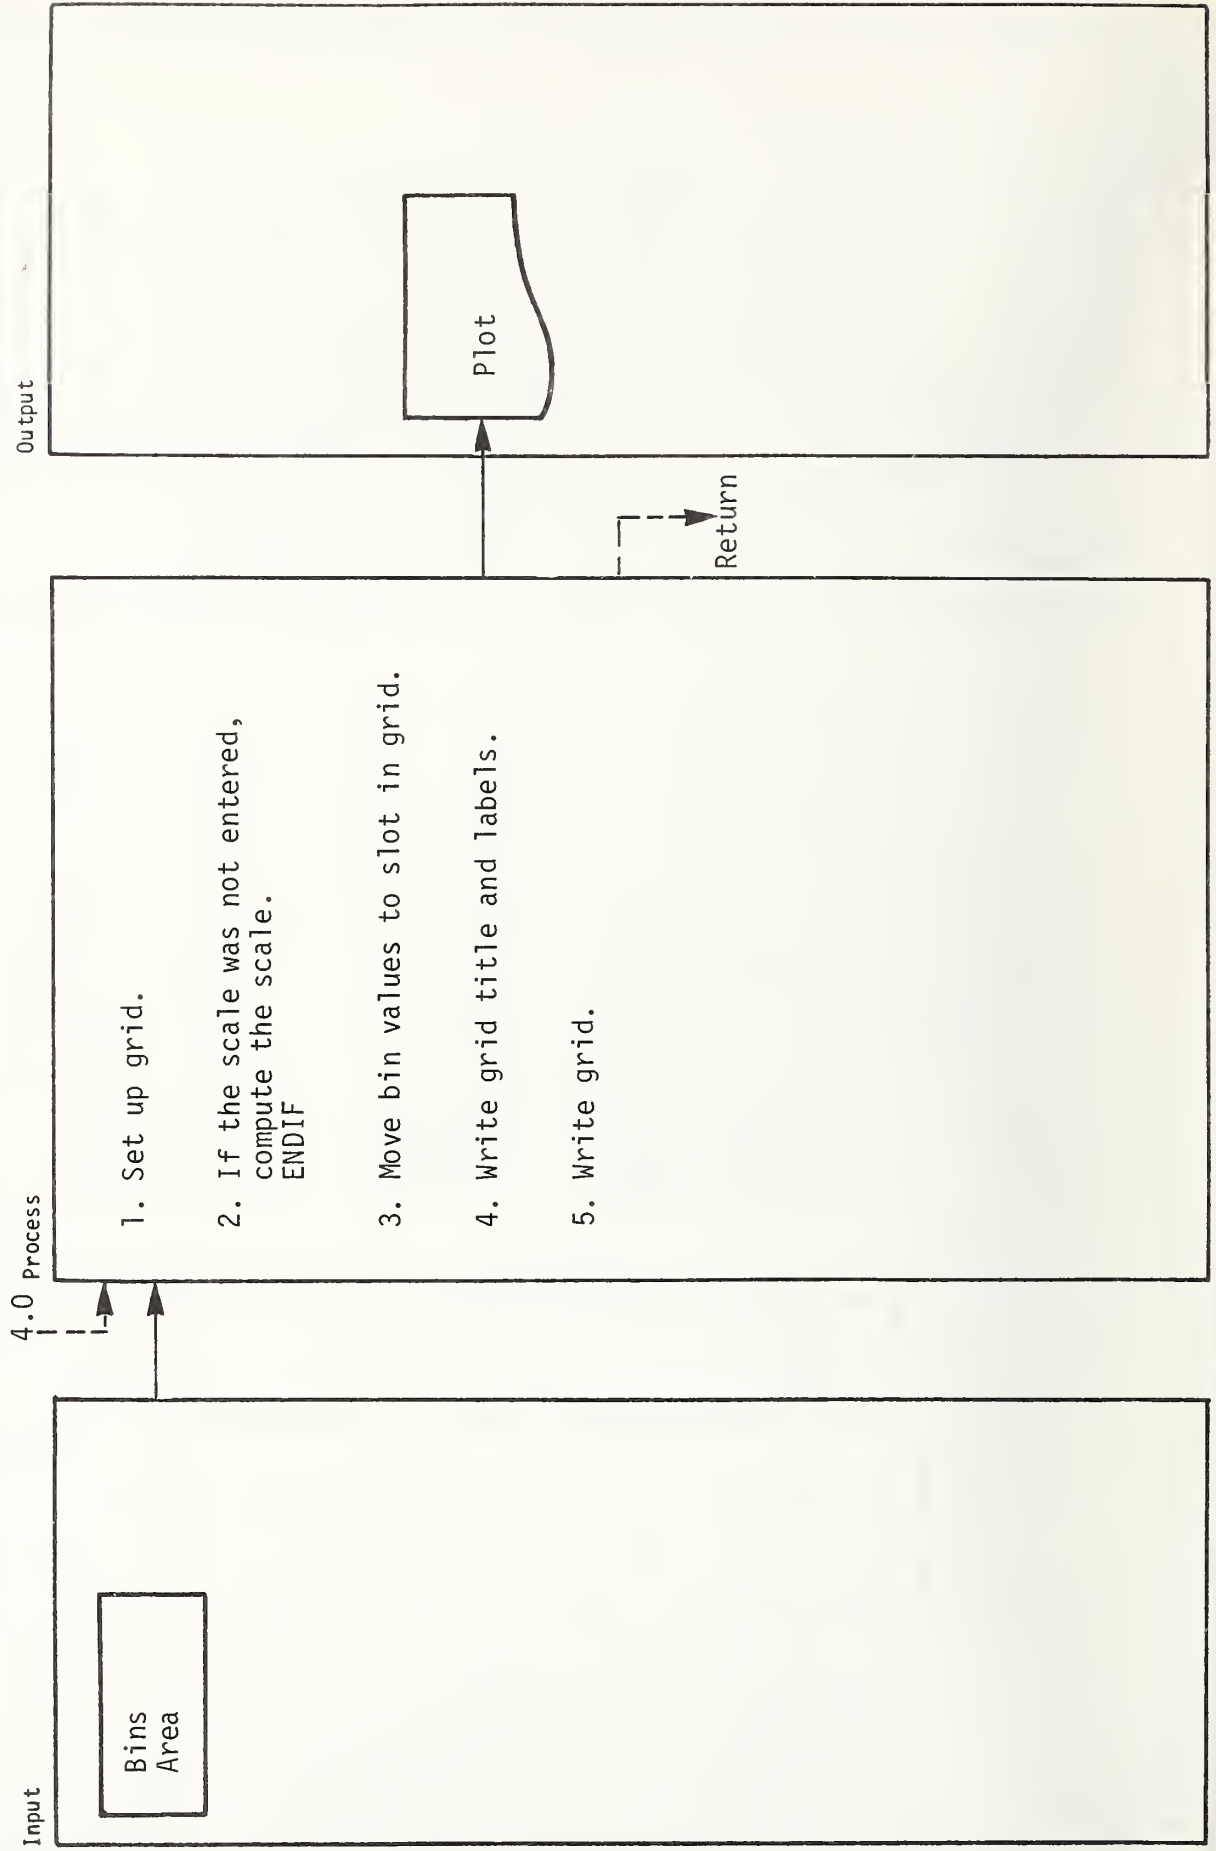 Input
Bins
Area
4.0
Process
1. Set up grid.
2. If the scale was not entered,
compute the scale.
ENDIF
3. Move bin values to slot in grid.
4. Write grid title and labels.
5. Write grid.
Return
Output
Plot